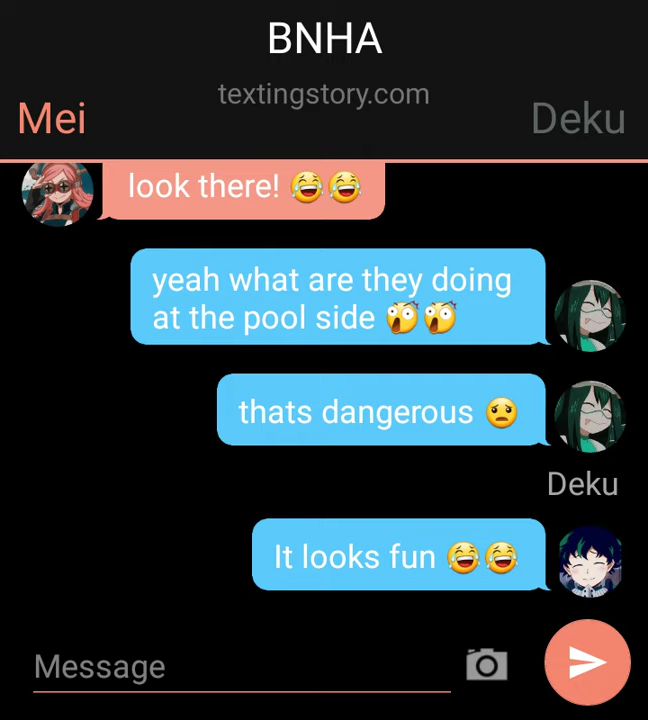 BNHA
textingstory.com
Mei
Deku
look there! 😂😂
yeah what are they doing
at the pool side 😲😲
thats dangerous 😟
Deku
It looks fun 😂😂
Message